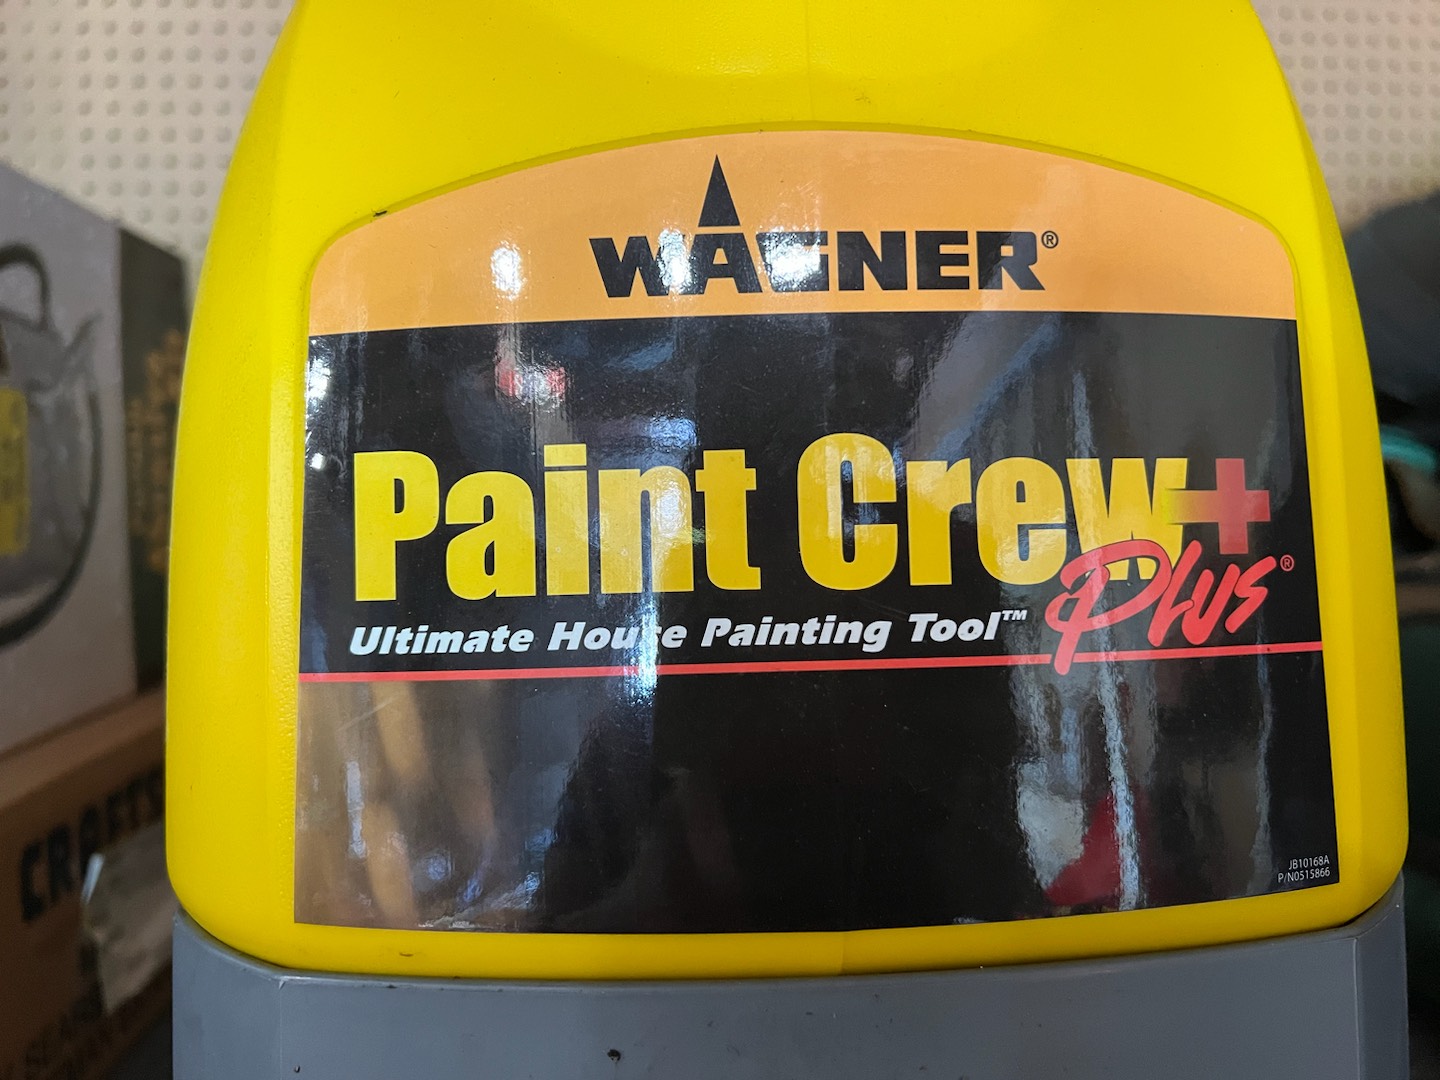 WAGNER®
Paint Crew+
Plus®
Ultimate House Painting Tool™
JB10168A
P/N0515866